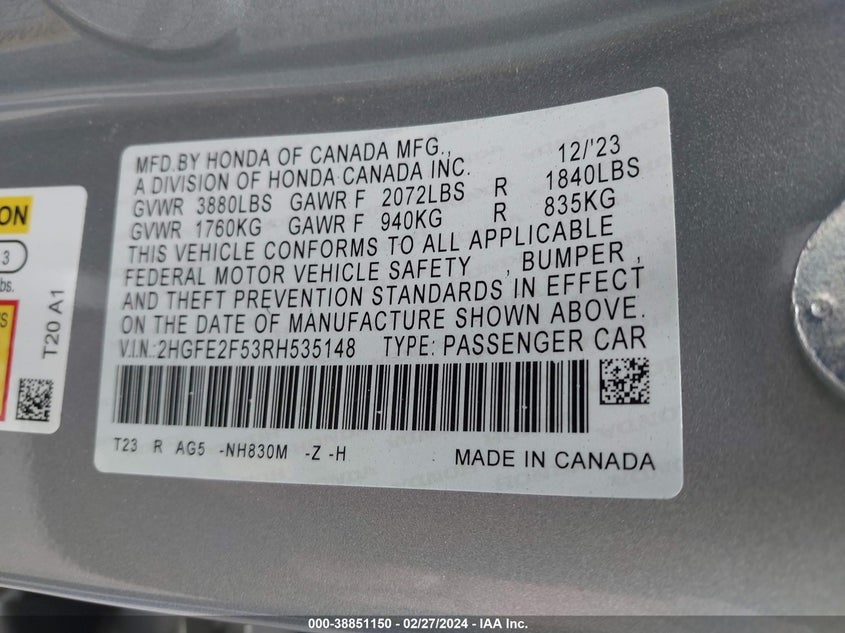 MFD.BY HONDA OF CANADA MFG., 12/'23
A DIVISION OF HONDA CANADA INC.
GVWR 3880LBS GAWR F 2072LBS R 1840LBS
GVWR 1760KG GAWR F 940KG R 835KG
THIS VEHICLE CONFORMS TO ALL APPLICABLE
FEDERAL MOTOR VEHICLE SAFETY , BUMPER ,
AND THEFT PREVENTION STANDARDS IN EFFECT
ON THE DATE OF MANUFACTURE SHOWN ABOVE.
V.I.N.:2HGFE2F53RH535148 TYPE: PASSENGER CAR
T23 R AG5 -NH830M -Z -H MADE IN CANADA
ON
3
bs.
S
T20 A1
000-38851150 — 02/27/2024 — IAA Inc.